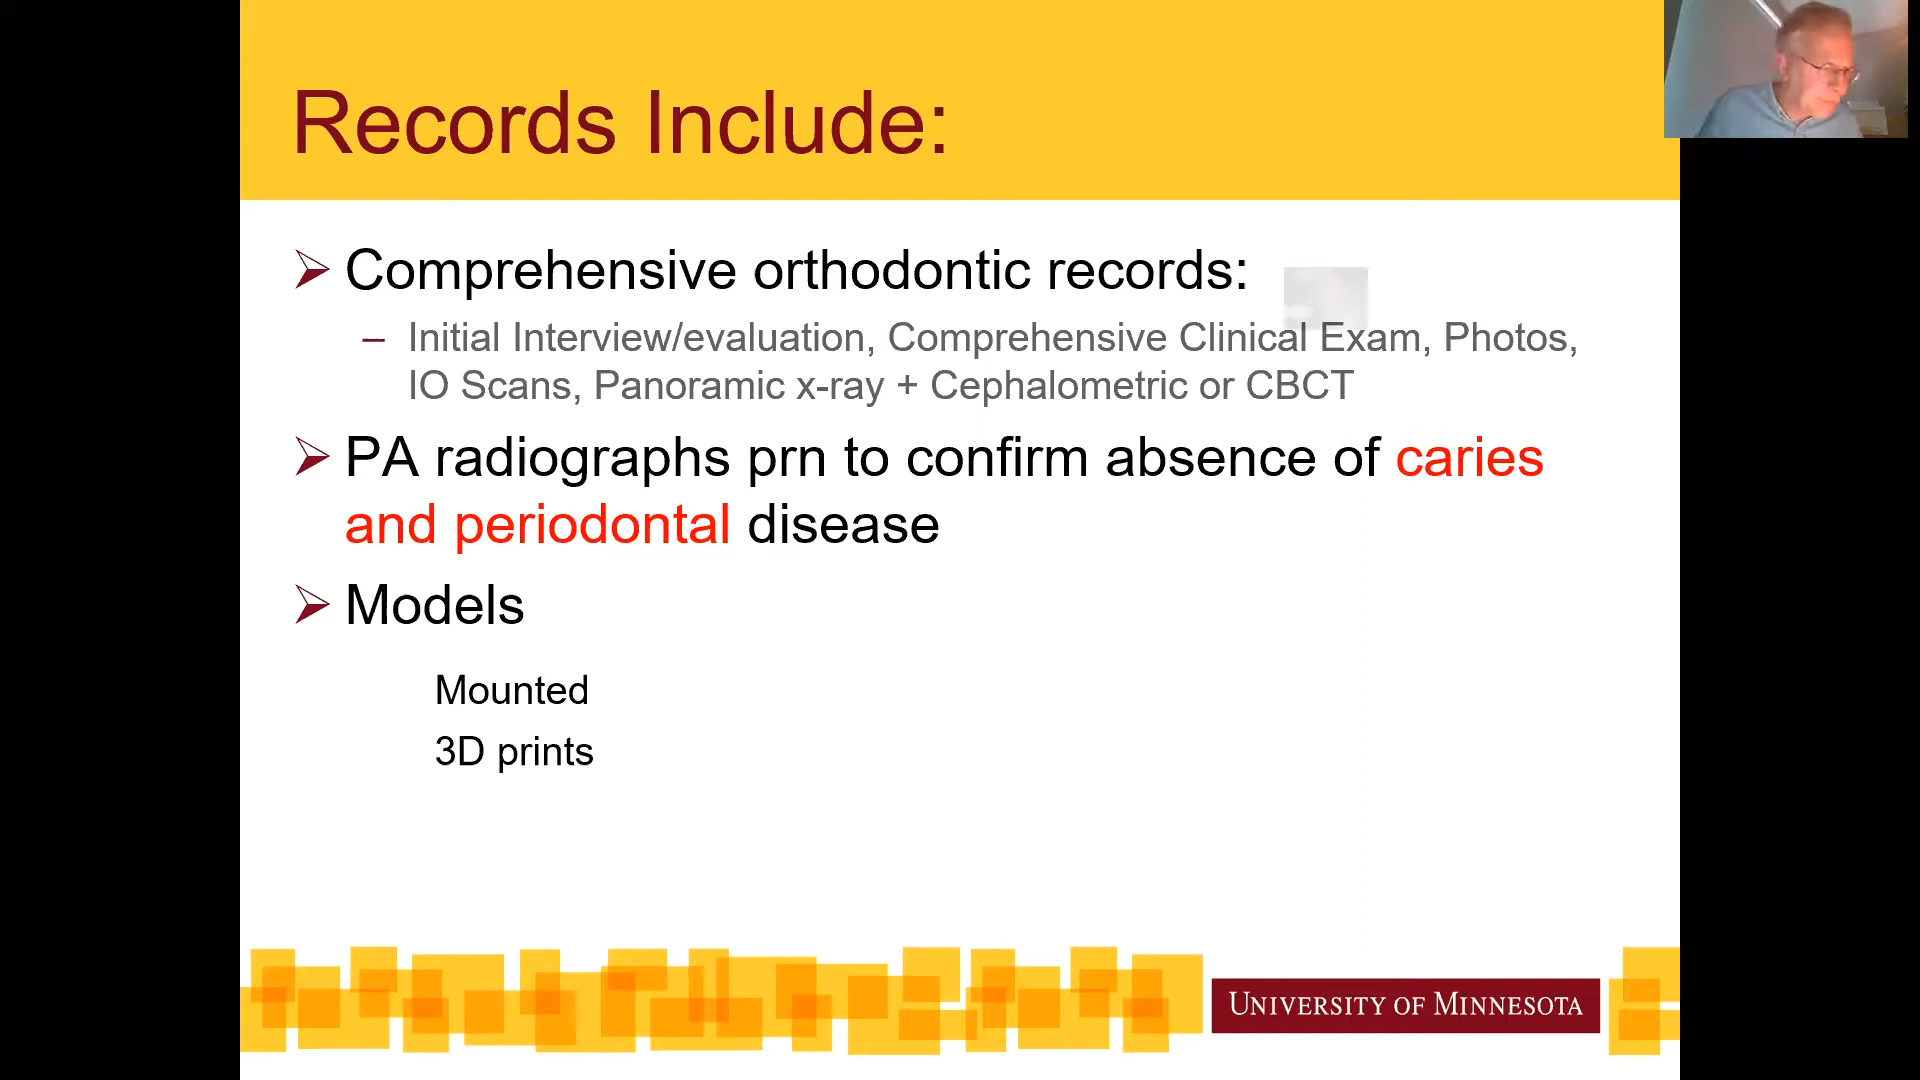 Records Include:
Comprehensive orthodontic records:
– Initial Interview/evaluation, Comprehensive Clinical Exam, Photos,
IO Scans, Panoramic x-ray + Cephalometric or CBCT
PA radiographs prn to confirm absence of caries
and periodontal disease
Models
Mounted
3D prints
UNIVERSITY OF MINNESOTA